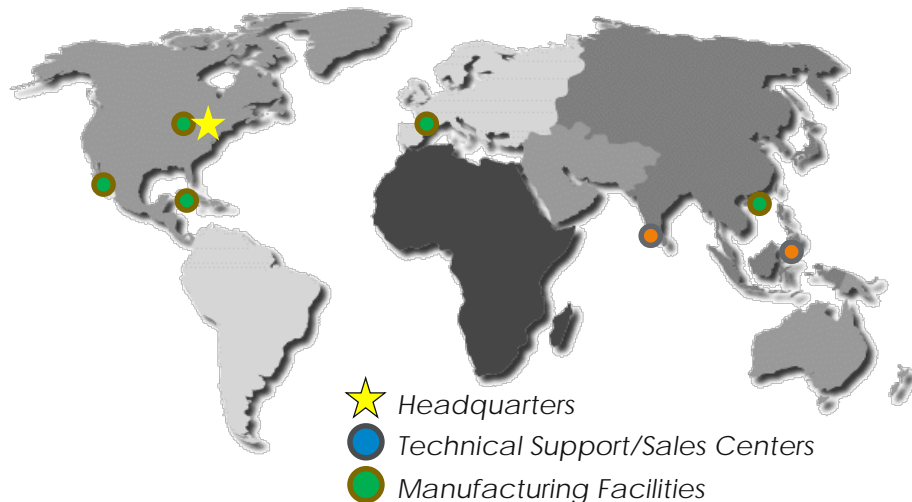 Headquarters
Technical Support/Sales Centers
Manufacturing Facilities